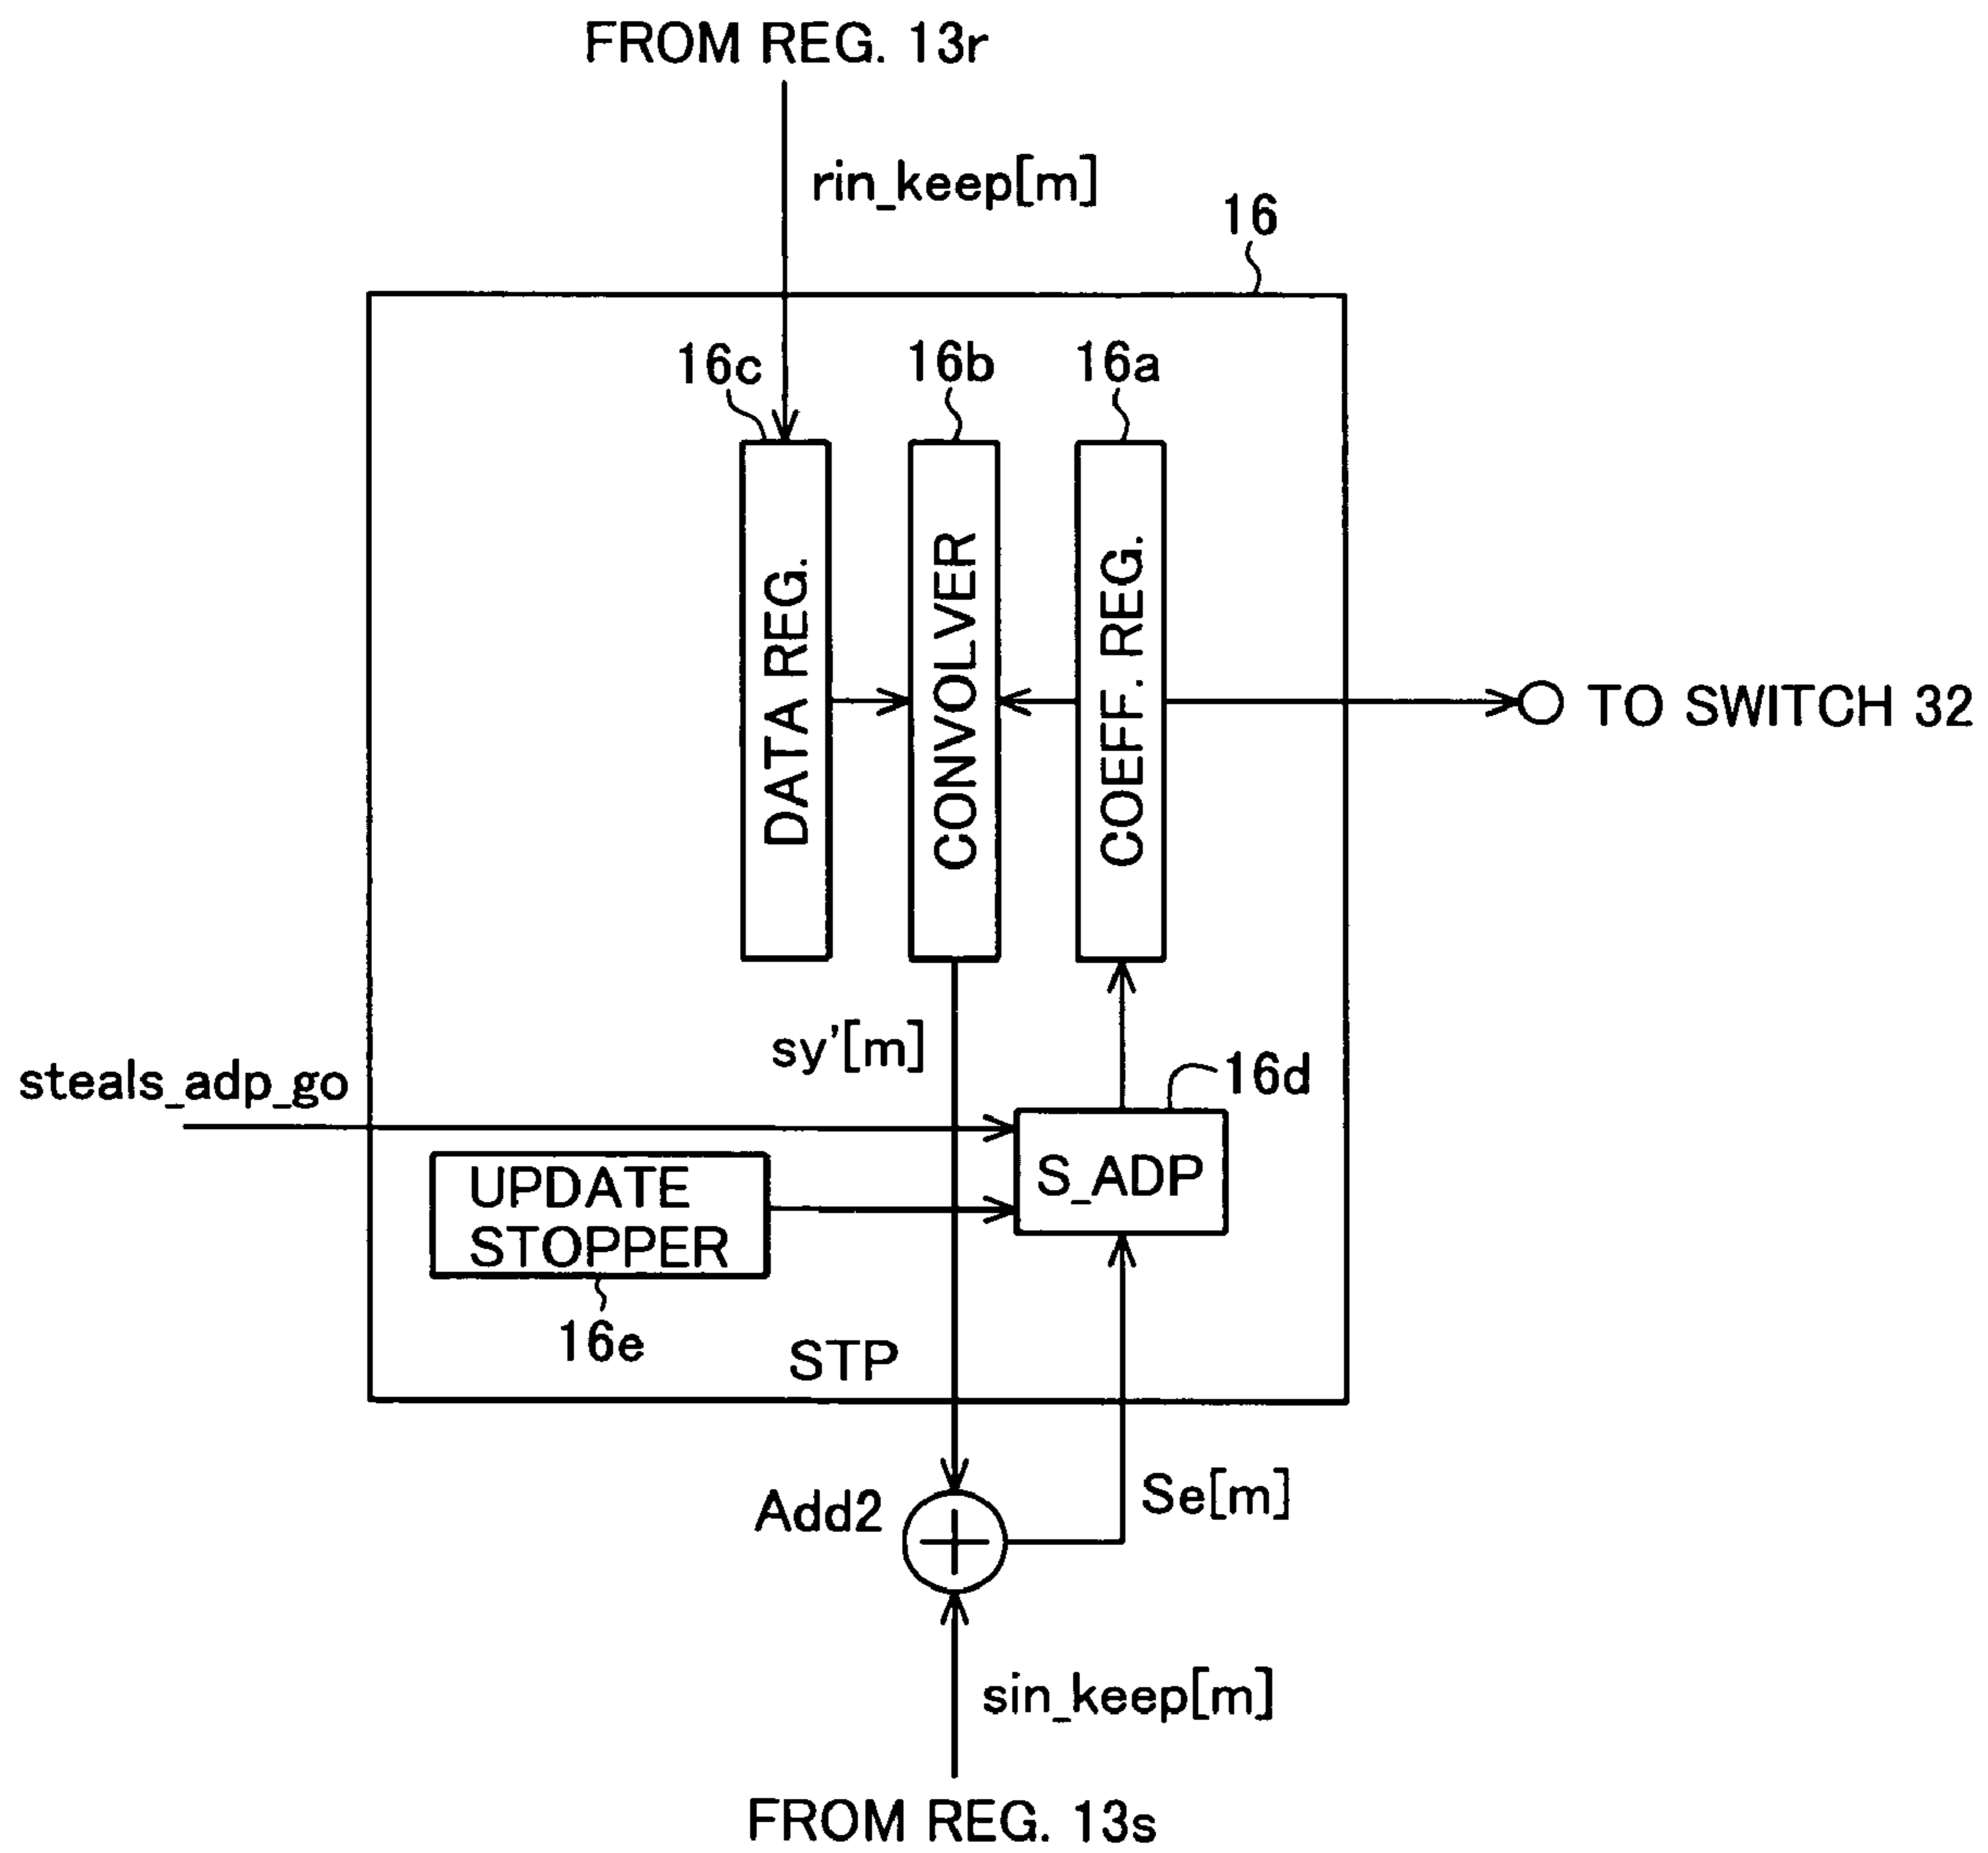 FROM REG. 13r
rin_keep[m]
16
16c
16b
16a
DATA REG.
CONVOLVER
COEFF. REG.
TO SWITCH 32
sy'[m]
steals_adp_go
16d
S_ADP
UPDATE
STOPPER
16e
STP
Add2
Se[m]
sin_keep[m]
FROM REG. 13s